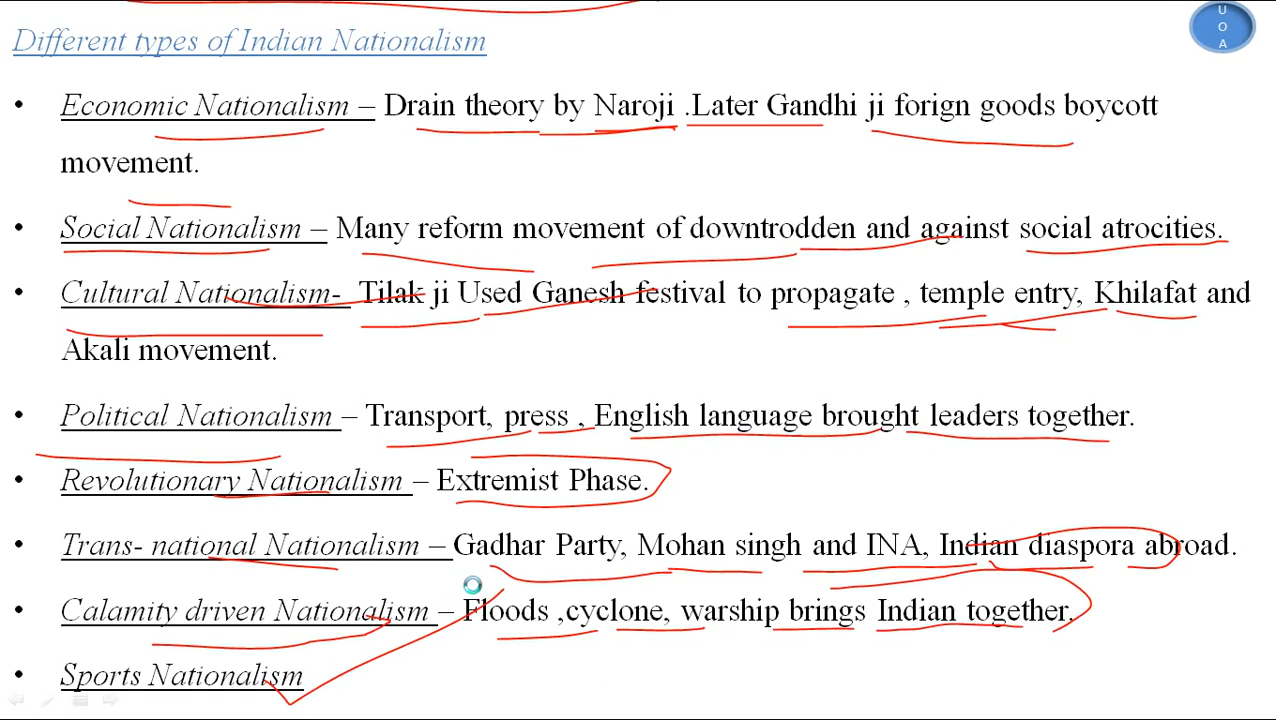 Different types of Indian Nationalism
U
O
A
• Economic Nationalism – Drain theory by Naroji .Later Gandhi ji forign goods boycott
movement.
• Social Nationalism – Many reform movement of downtrodden and against social atrocities.
• Cultural Nationalism- Tilak ji Used Ganesh festival to propagate , temple entry, Khilafat and
Akali movement.
• Political Nationalism – Transport, press , English language brought leaders together.
• Revolutionary Nationalism – Extremist Phase.
• Trans- national Nationalism – Gadhar Party, Mohan singh and INA, Indian diaspora abroad.
• Calamity driven Nationalism – Floods ,cyclone, warship brings Indian together.
• Sports Nationalism